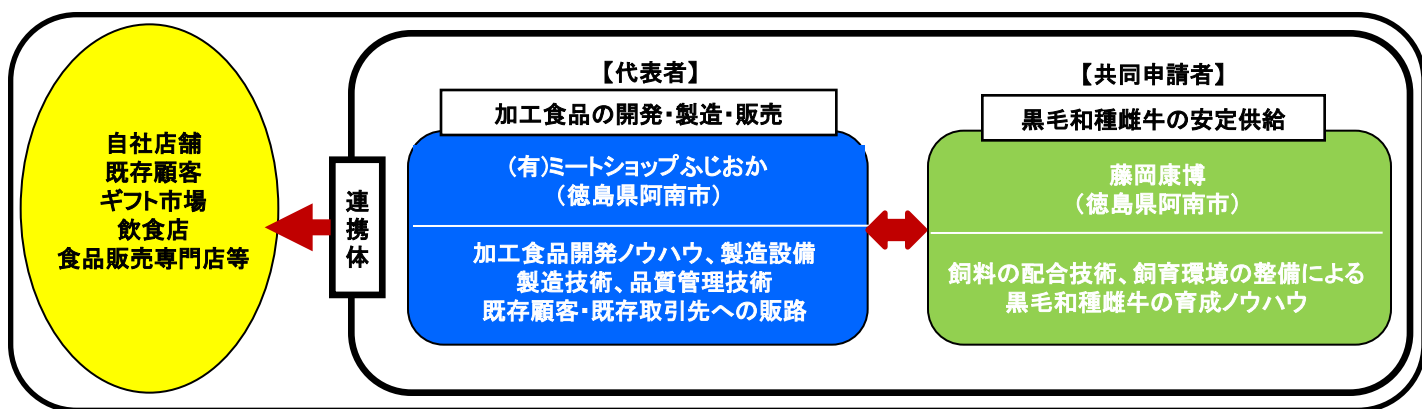 自社店舗
既存顧客
ギフト市場
飲食店
食品販売専門店等
連携体
【代表者】
加工食品の開発・製造・販売
(有)ミートショップふじおか
(徳島県阿南市)
加工食品開発ノウハウ、製造設備
製造技術、品質管理技術
既存顧客・既存取引先への販路
【共同申請者】
黒毛和種雌牛の安定供給
藤岡康博
(徳島県阿南市)
飼料の配合技術、飼育環境の整備による
黒毛和種雌牛の育成ノウハウ